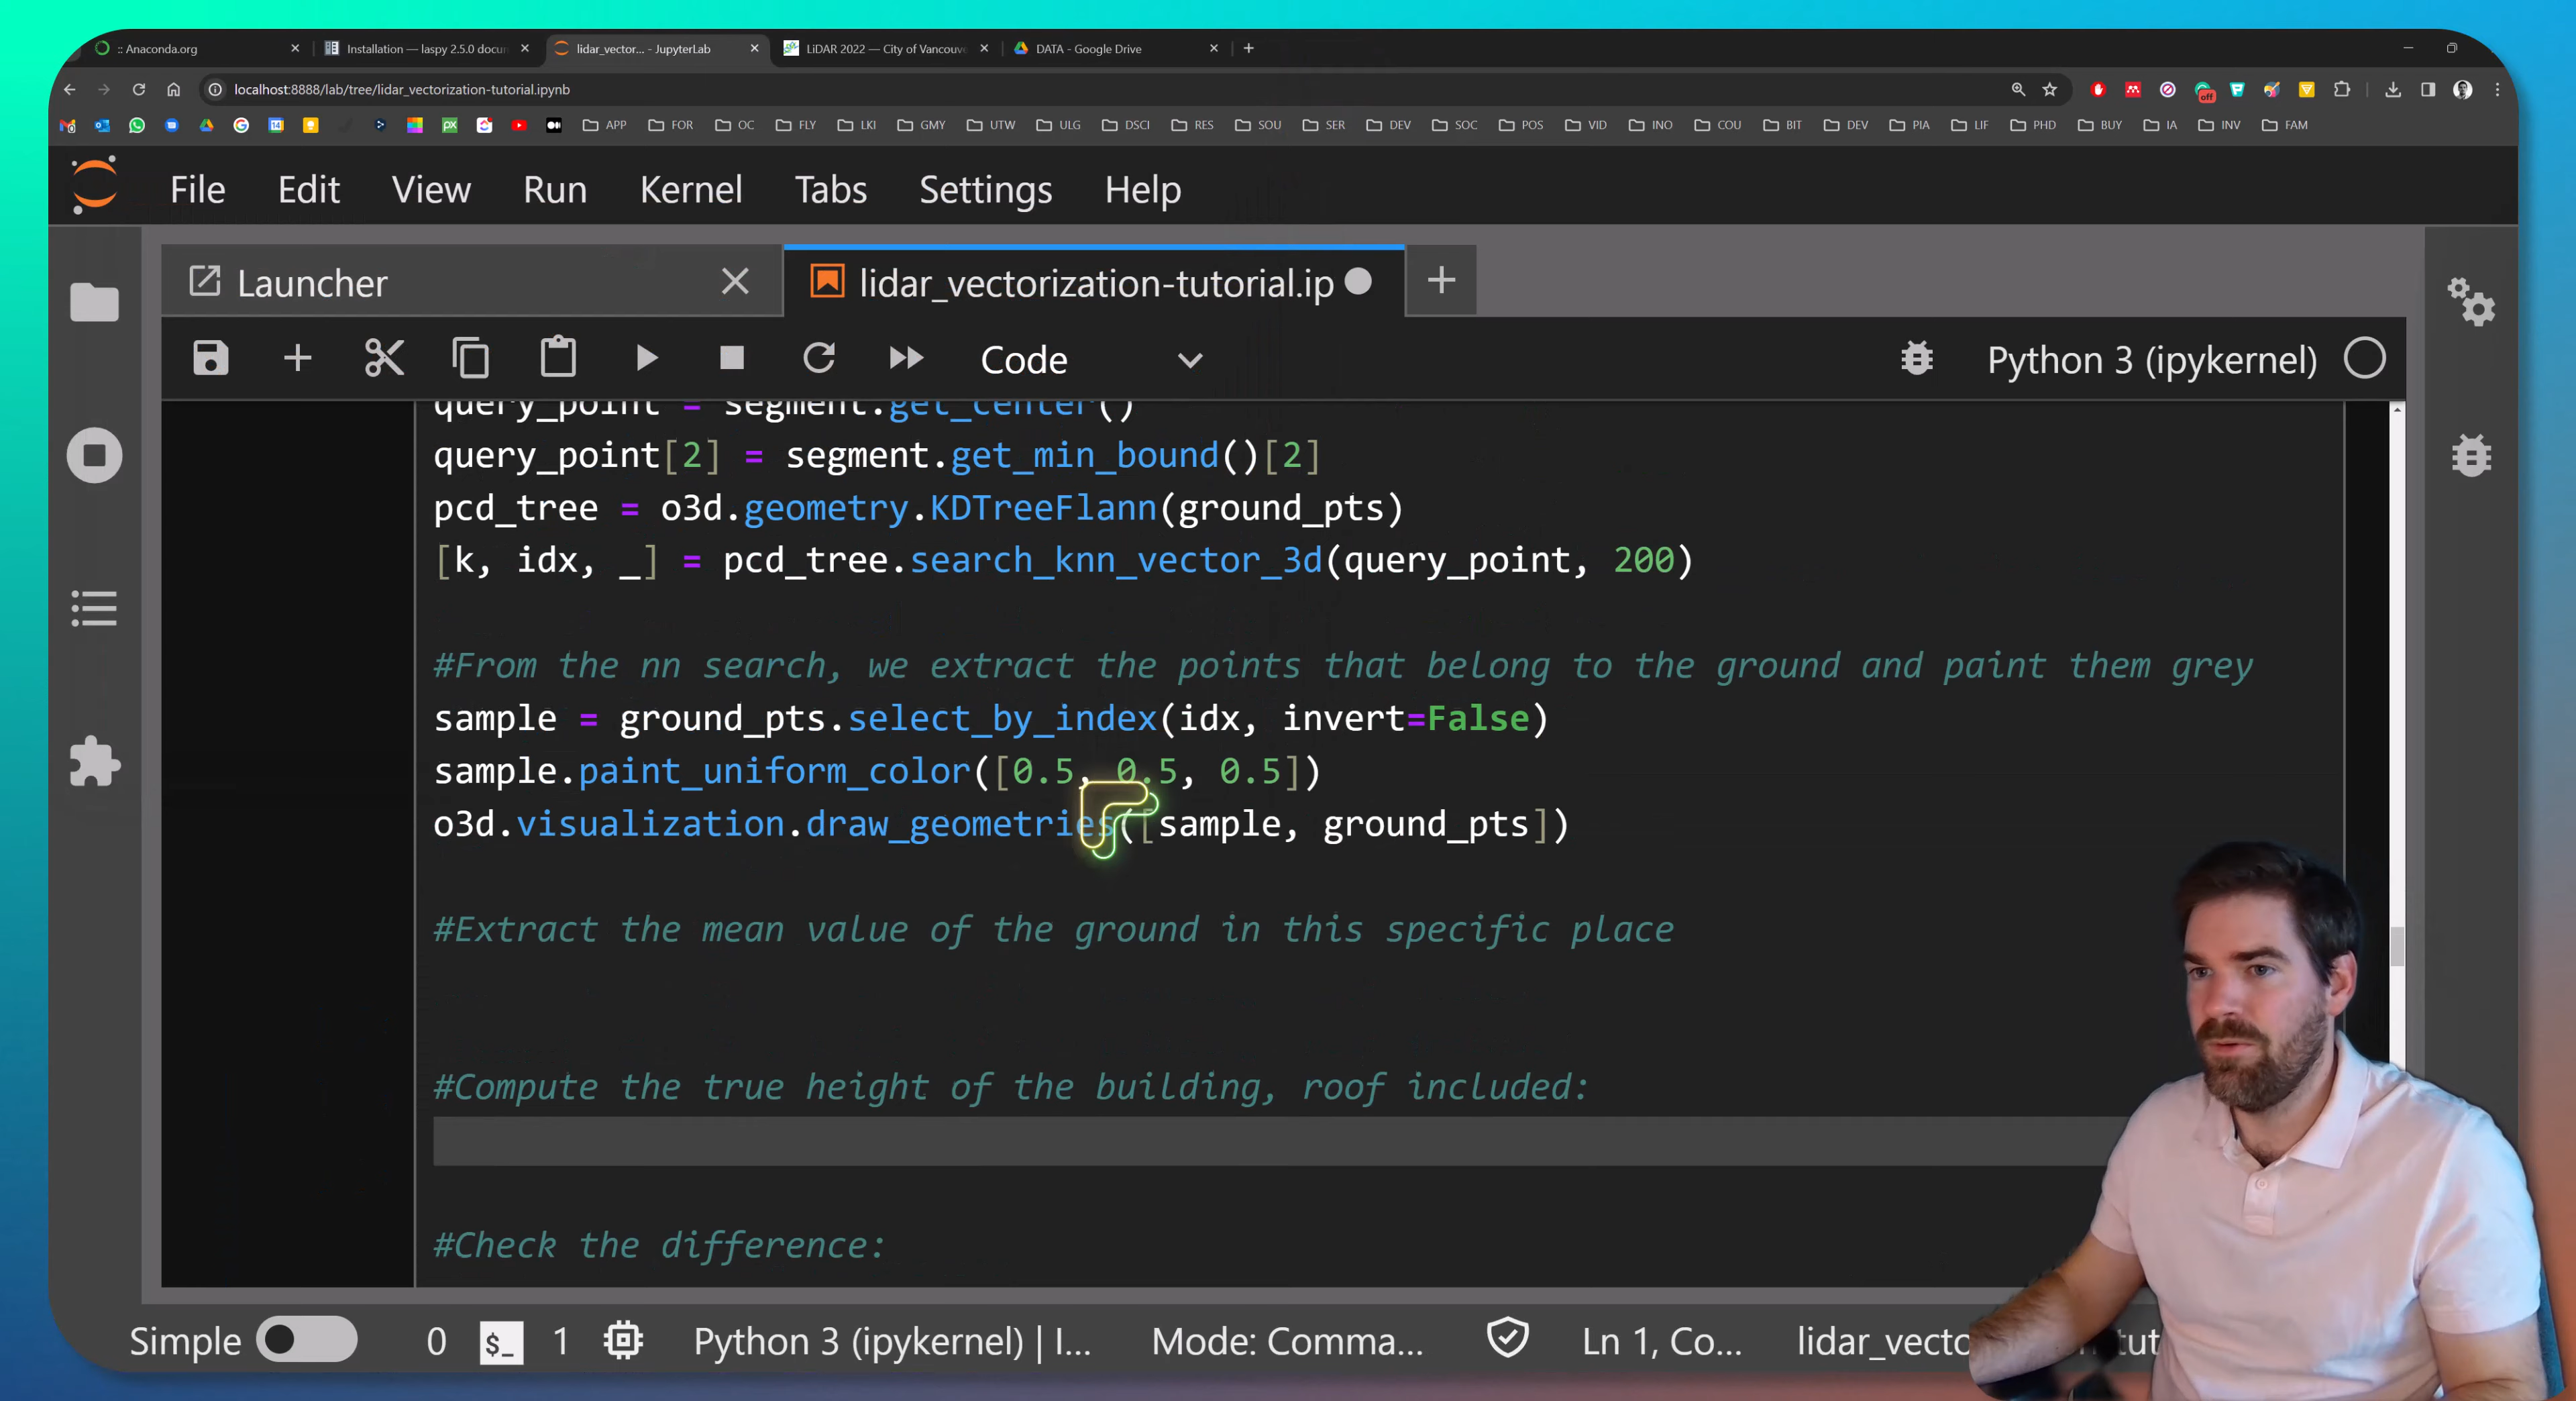 :: Anaconda.org
Installation — laspy 2.5.0 docum
lidar_vector... - JupyterLab
LiDAR 2022 — City of Vancouv
DATA - Google Drive
localhost:8888/lab/tree/lidar_vectorization-tutorial.ipynb
off
14
px
APP FOR OC FLY LKI GMY UTW ULG DSCI RES SOU SER DEV SOC POS VID INO COU BIT DEV PIA LIF PHD BUY IA INV FAM
File Edit View Run Kernel Tabs Settings Help
Launcher
lidar_vectorization-tutorial.ip
Code
Python 3 (ipykernel)
query_point = segment.get_center()
query_point[2] = segment.get_min_bound()[2]
pcd_tree = o3d.geometry.KDTreeFlann(ground_pts)
[k, idx, _] = pcd_tree.search_knn_vector_3d(query_point, 200)
#From the nn search, we extract the points that belong to the ground and paint them grey
sample = ground_pts.select_by_index(idx, invert=False)
sample.paint_uniform_color([0.5, 0.5, 0.5])
o3d.visualization.draw_geometries([sample, ground_pts])
#Extract the mean value of the ground in this specific place
#Compute the true height of the building, roof included:
#Check the difference:
Simple 0 $_ 1 Python 3 (ipykernel) | I... Mode: Comma... Ln 1, Co... lidar_vecto tut